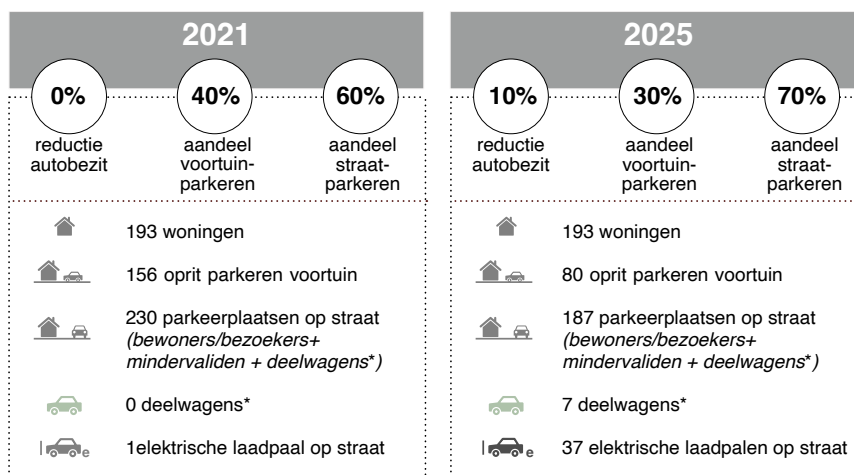 2021
0%
40%
60%
reductie
autobezit
aandeel
voortuin-
parkeren
aandeel
straat-
parkeren
193 woningen
156 oprit parkeren voortuin
230 parkeerplaatsen op straat
(bewoners/bezoekers+
mindervaliden + deelwagens*)
0 deelwagens*
e
1elektrische laadpaal op straat
2025
10%
30%
70%
reductie
autobezit
aandeel
voortuin-
parkeren
aandeel
straat-
parkeren
193 woningen
80 oprit parkeren voortuin
187 parkeerplaatsen op straat
(bewoners/bezoekers+
mindervaliden + deelwagens*)
7 deelwagens*
e
37 elektrische laadpalen op straat